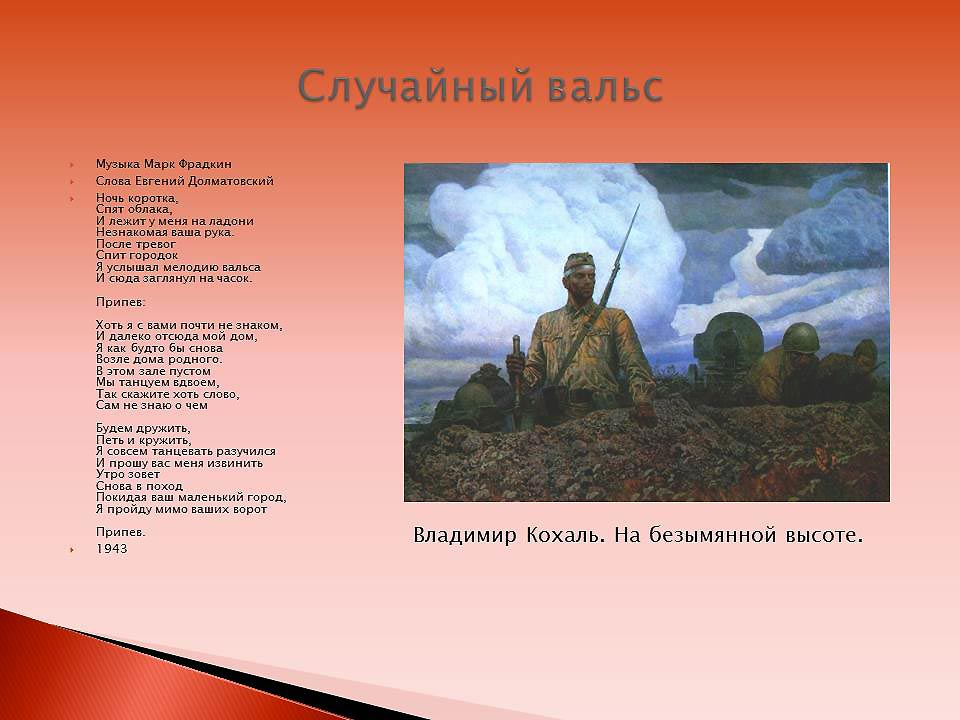 Случайный вальс
Музыка Марк Фрадкин
Слова Евгений Долматовский
Ночь коротка,
Спят облака,
И лежит у меня на ладони
Незнакомая ваша рука.
После тревог
Спит городок
Я услышал мелодию вальса
И сюда заглянул на часок.
Припев:
Хоть я с вами почти не знаком,
И далеко отсюда мой дом,
Я как будто бы снова
Возле дома родного.
В этом зале пустом
Мы танцуем вдвоем,
Так скажите хоть слово,
Сам не знаю о чем
Будем дружить,
Петь и кружить,
Я совсем танцевать разучился
И прошу вас меня извинить
Утро зовет
Снова в поход
Покидая ваш маленький город,
Я пройду мимо ваших ворот
Припев.
1943
Владимир Кохаль. На безымянной высоте.